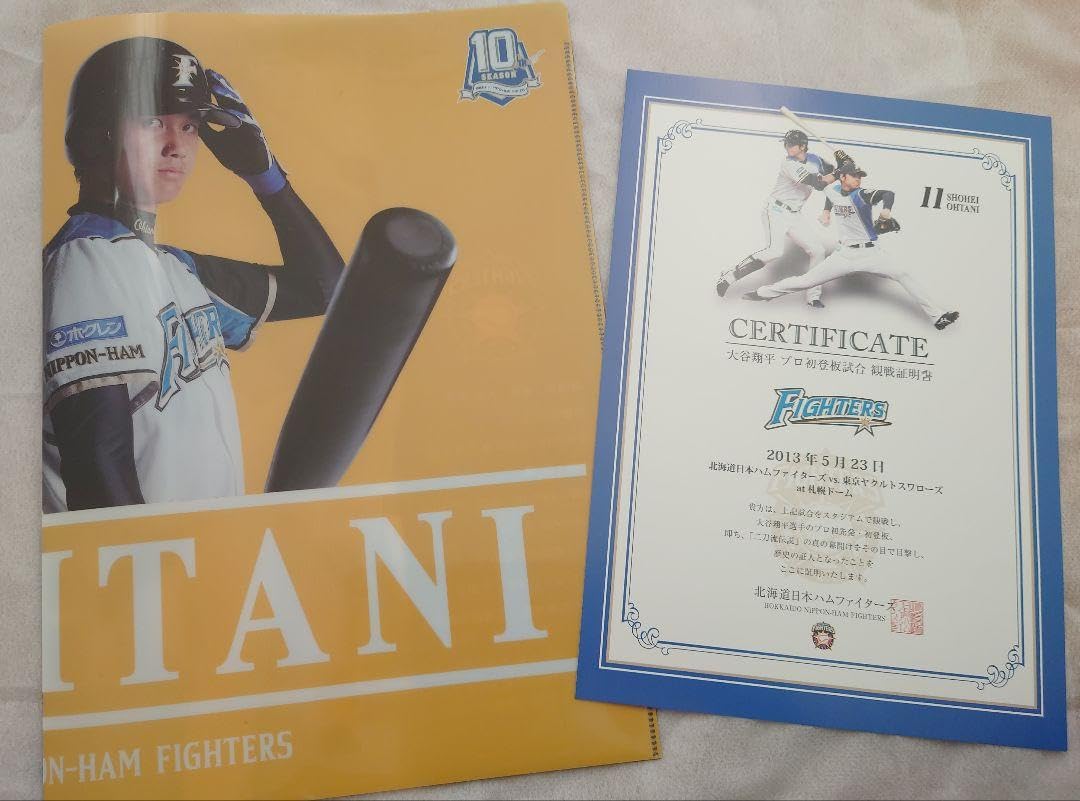 F
10
SEASON
Ohtani
ホクレン
NIPPON-HAM
FIGHTERS
TANI
ON-HAM FIGHTERS
11 SHOHEI
OHTANI
CERTIFICATE
大谷翔平 プロ初登板試合 観戦証明書
FIGHTERS
2013年5月23日
北海道日本ハムファイターズ vs. 東京ヤクルトスワローズ
at 札幌ドーム
貴方は、上記試合をスタジアムで観戦し、
大谷翔平選手のプロ初先発・初登板、
即ち、「二刀流伝説」の真の幕開けをその目で目撃し、
歴史の証人となったことを
ここに証明いたします。
北海道日本ハムファイターズ
HOKKAIDO NIPPON-HAM FIGHTERS
FIGHTERS